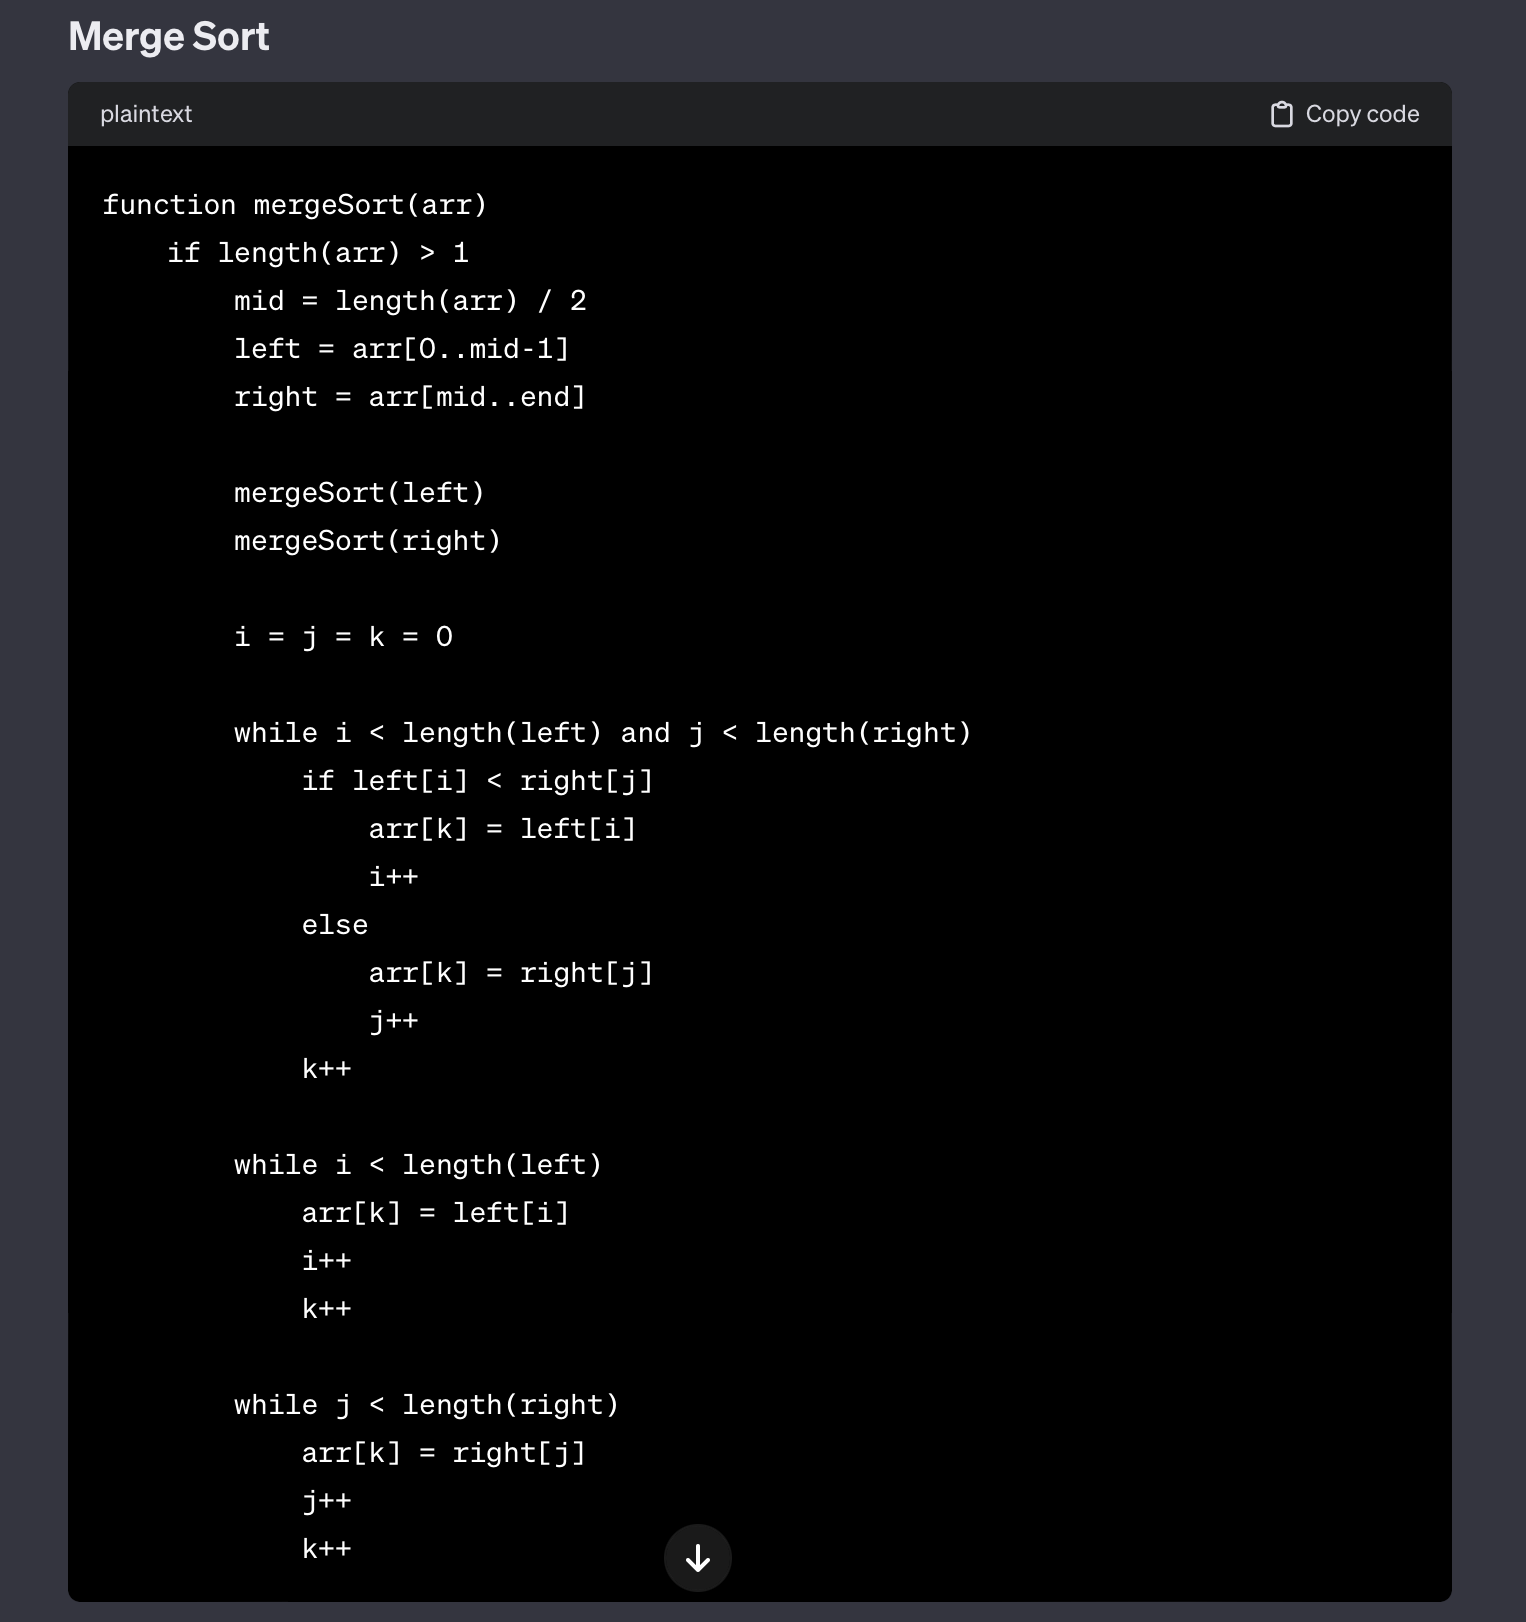 Merge Sort
plaintext
Copy code
function mergeSort(arr)
    if length(arr) > 1
        mid = length(arr) / 2
        left = arr[0..mid-1]
        right = arr[mid..end]

        mergeSort(left)
        mergeSort(right)

        i = j = k = 0

        while i < length(left) and j < length(right)
            if left[i] < right[j]
                arr[k] = left[i]
                i++
            else
                arr[k] = right[j]
                j++
            k++

        while i < length(left)
            arr[k] = left[i]
            i++
            k++

        while j < length(right)
            arr[k] = right[j]
            j++
            k++